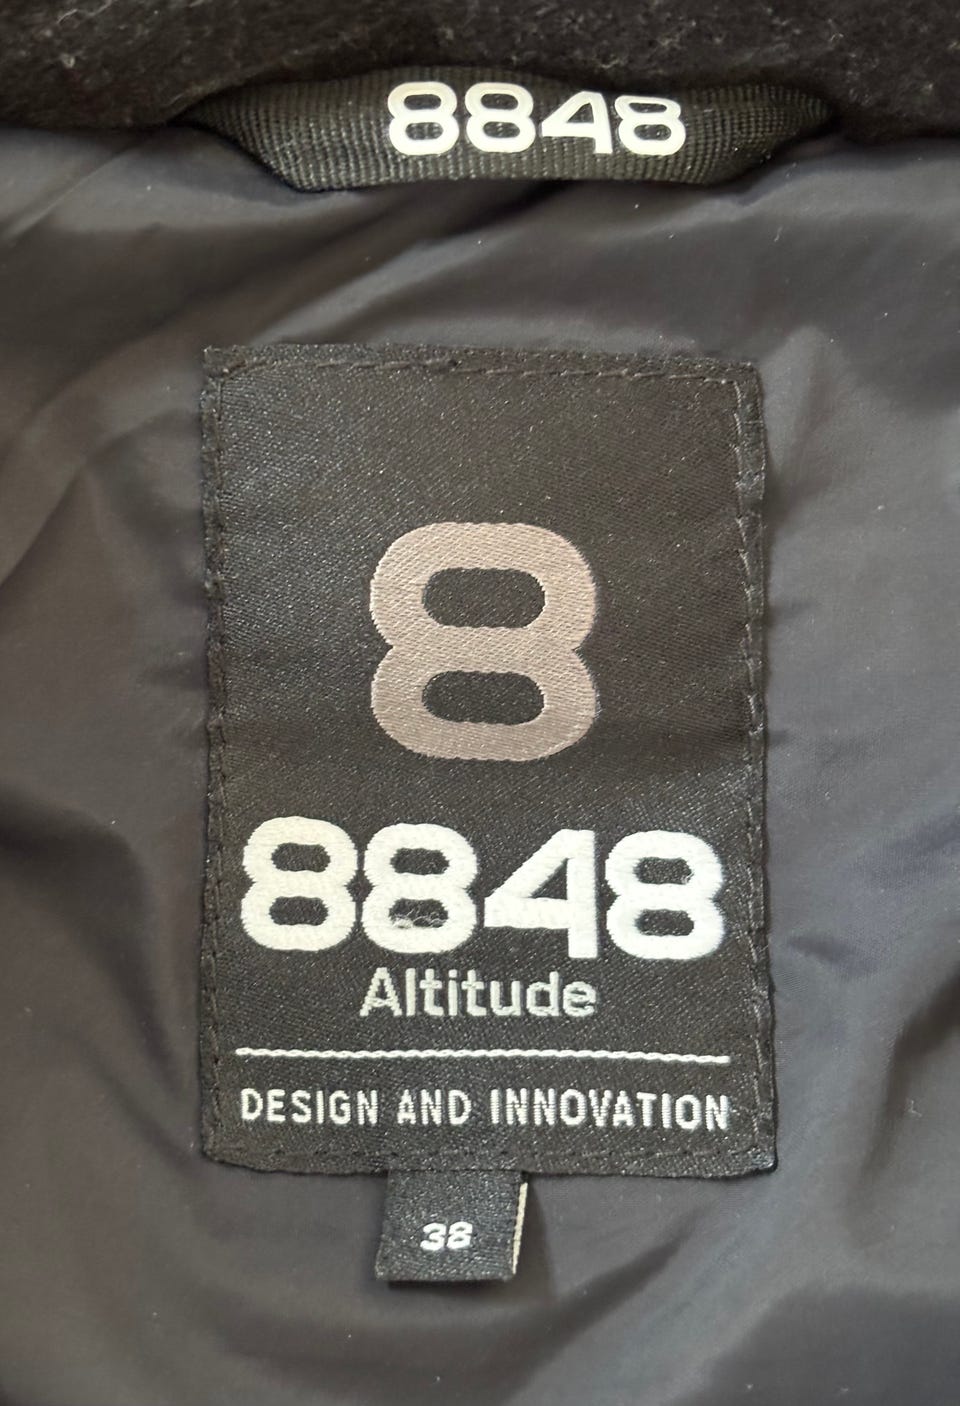 8848
8
8848
Altitude
DESIGN AND INNOVATION
38